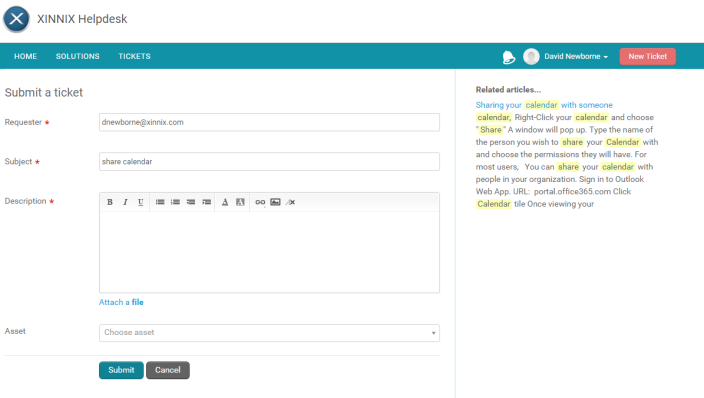 XINNIX Helpdesk
HOME SOLUTIONS TICKETS David Newborne New Ticket
Submit a ticket
Requester *
dnewborne@xinnix.com
Subject *
share calendar
Description *
B I U A A
Attach a file
Asset
Choose asset
Submit Cancel
Related articles...
Sharing your calendar with someone
calendar, Right-Click your calendar and choose
"Share" A window will pop up. Type the name of
the person you wish to share your Calendar with
and choose the permissions they will have. For
most users, You can share your calendar with
people in your organization. Sign in to Outlook
Web App. URL: portal.office365.com Click
Calendar tile Once viewing your